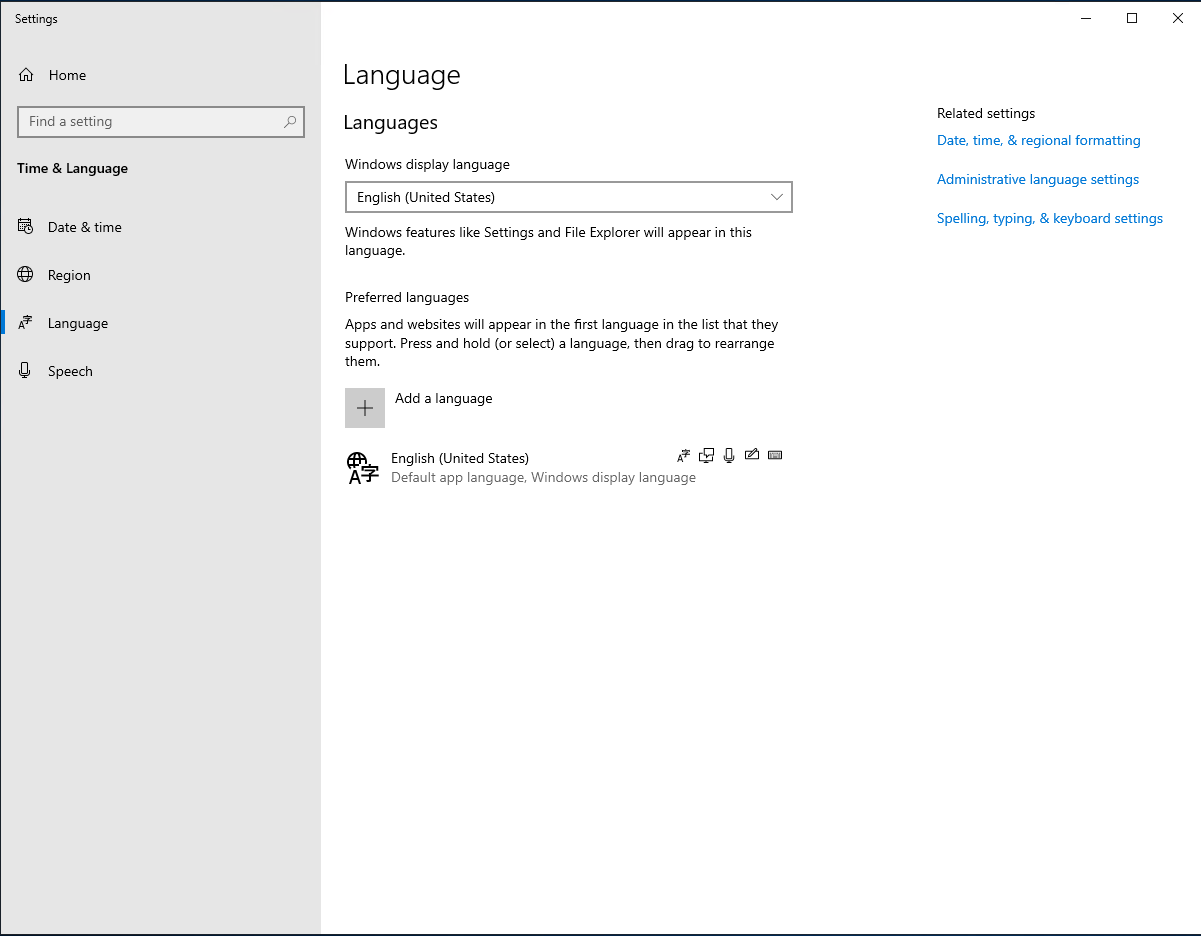 Settings
Home
Find a setting
Time & Language
Date & time
Region
Language
Speech
Language
Languages
Windows display language
English (United States)
Windows features like Settings and File Explorer will appear in this
language.
Preferred languages
Apps and websites will appear in the first language in the list that they
support. Press and hold (or select) a language, then drag to rearrange
them.
Add a language
English (United States)
Default app language, Windows display language
Related settings
Date, time, & regional formatting
Administrative language settings
Spelling, typing, & keyboard settings